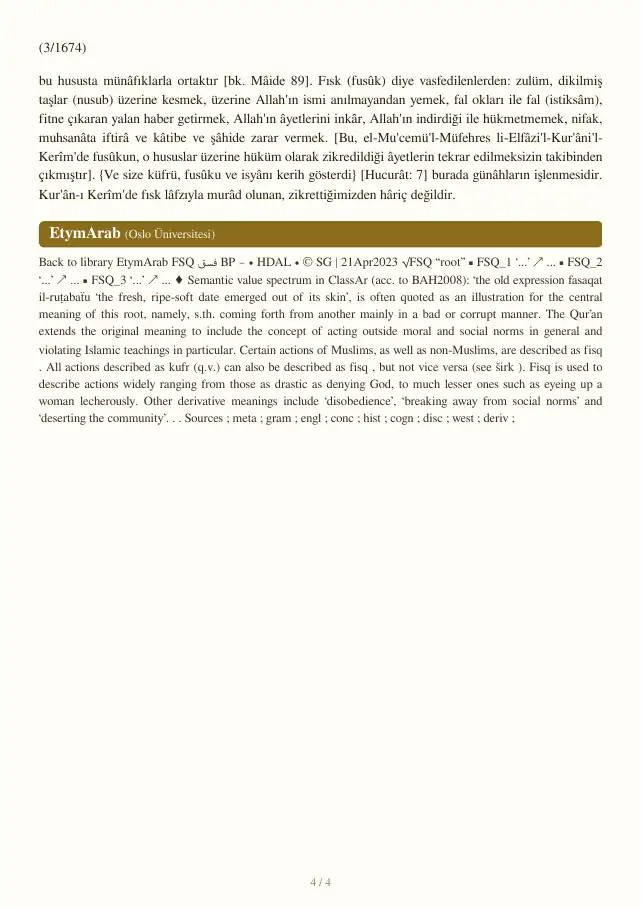 (3/1674)
bu hususta münâfıklarla ortaktır [bk. Mâide 89]. Fısk (fusûk) diye vasfedilenlerden: zulüm, dikilmiş
taşlar (nusub) üzerine kesmek, üzerine Allah'ın ismi anılmayandan yemek, fal okları ile fal (istiksâm),
fitne çıkaran yalan haber getirmek, Allah'ın âyetlerini inkâr, Allah'ın indirdiği ile hükmetmemek, nifak,
muhsanâta iftirâ ve kâtibe ve şâhide zarar vermek. [Bu, el-Mu'cemü'l-Müfehres li-Elfâzi'l-Kur'âni'l-
Kerîm'de fusûkun, o hususlar üzerine hüküm olarak zikredildiği âyetlerin tekrar edilmeksizin takibinden
çıkmıştır]. {Ve size küfrü, fusûku ve isyânı kerih gösterdi} [Hucurât: 7] burada günâhların işlenmesidir.
Kur'ân-ı Kerîm'de fısk lâfzıyla murâd olunan, zikrettiğimizden hâriç değildir.
EtymArab (Oslo Üniversitesi)
Back to library EtymArab FSQ فسق BP – • HDAL • © SG | 21Apr2023 √FSQ “root” ▪ FSQ_1 ‘...’ ↗ ... ▪ FSQ_2
‘...’ ↗ ... ▪ FSQ_3 ‘...’ ↗ ... ♦ Semantic value spectrum in ClassAr (acc. to BAH2008): ‘the old expression fasaqat
il-ruṭabaẗu ‘the fresh, ripe-soft date emerged out of its skin’, is often quoted as an illustration for the central
meaning of this root, namely, s.th. coming forth from another mainly in a bad or corrupt manner. The Qurʾan
extends the original meaning to include the concept of acting outside moral and social norms in general and
violating Islamic teachings in particular. Certain actions of Muslims, as well as non-Muslims, are described as fisq
. All actions described as kufr (q.v.) can also be described as fisq , but not vice versa (see širk ). Fisq is used to
describe actions widely ranging from those as drastic as denying God, to much lesser ones such as eyeing up a
woman lecherously. Other derivative meanings include ‘disobedience’, ‘breaking away from social norms’ and
‘deserting the community’. . . Sources ; meta ; gram ; engl ; conc ; hist ; cogn ; disc ; west ; deriv ;
4 / 4